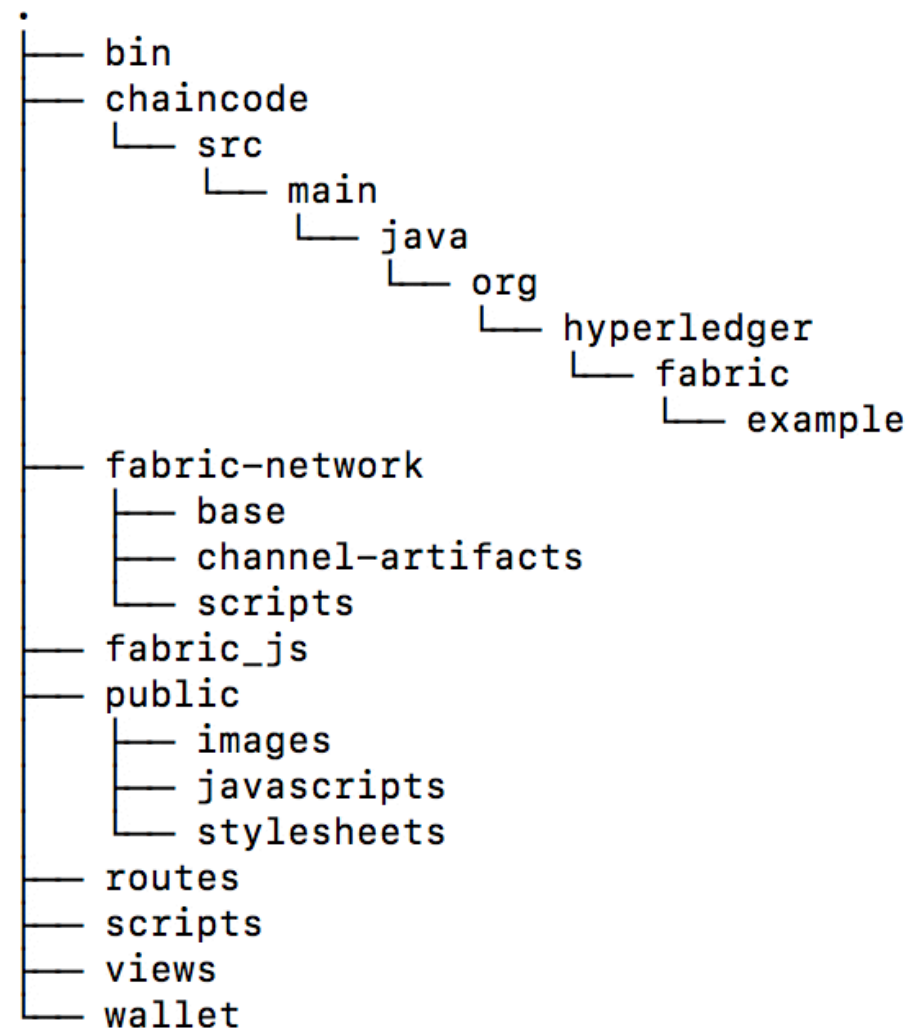 .
├── bin
├── chaincode
│   └── src
│       └── main
│           └── java
│               └── org
│                   └── hyperledger
│                       └── fabric
│                           └── example
├── fabric-network
│   ├── base
│   ├── channel-artifacts
│   └── scripts
├── fabric_js
├── public
│   ├── images
│   ├── javascripts
│   └── stylesheets
├── routes
├── scripts
├── views
└── wallet